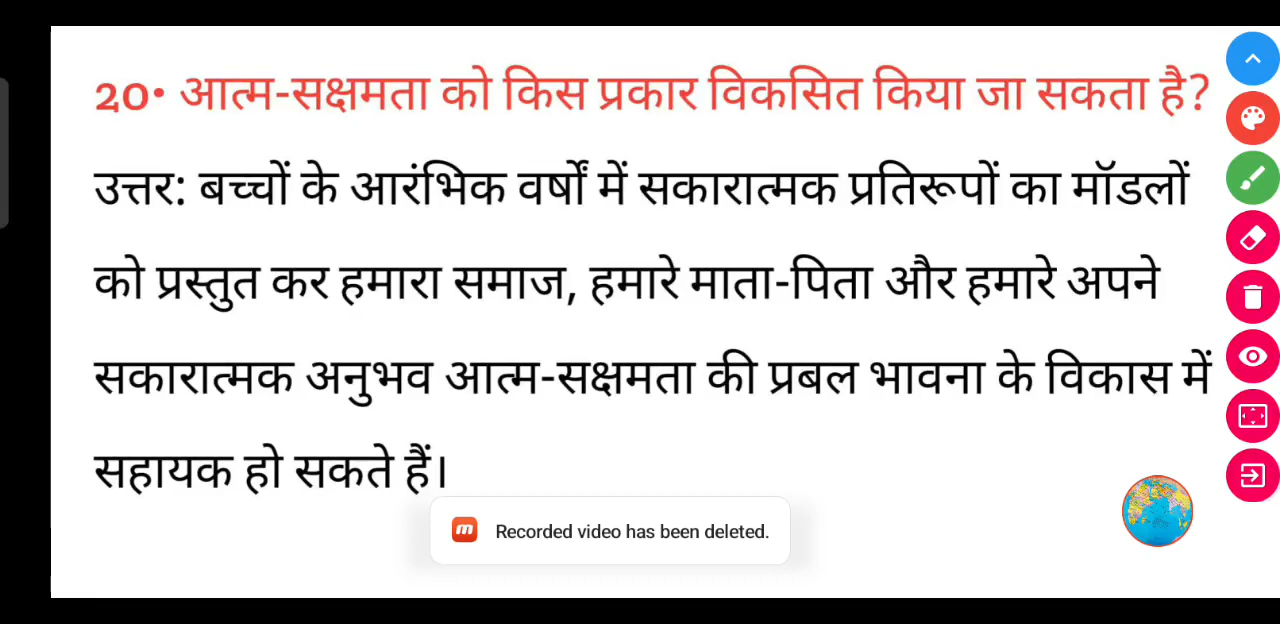 20• आत्म-सक्षमता को किस प्रकार विकसित किया जा सकता है?
उत्तर: बच्चों के आरंभिक वर्षों में सकारात्मक प्रतिरूपों का मॉडलों
को प्रस्तुत कर हमारा समाज, हमारे माता-पिता और हमारे अपने
सकारात्मक अनुभव आत्म-सक्षमता की प्रबल भावना के विकास में
सहायक हो सकते हैं।
Recorded video has been deleted.